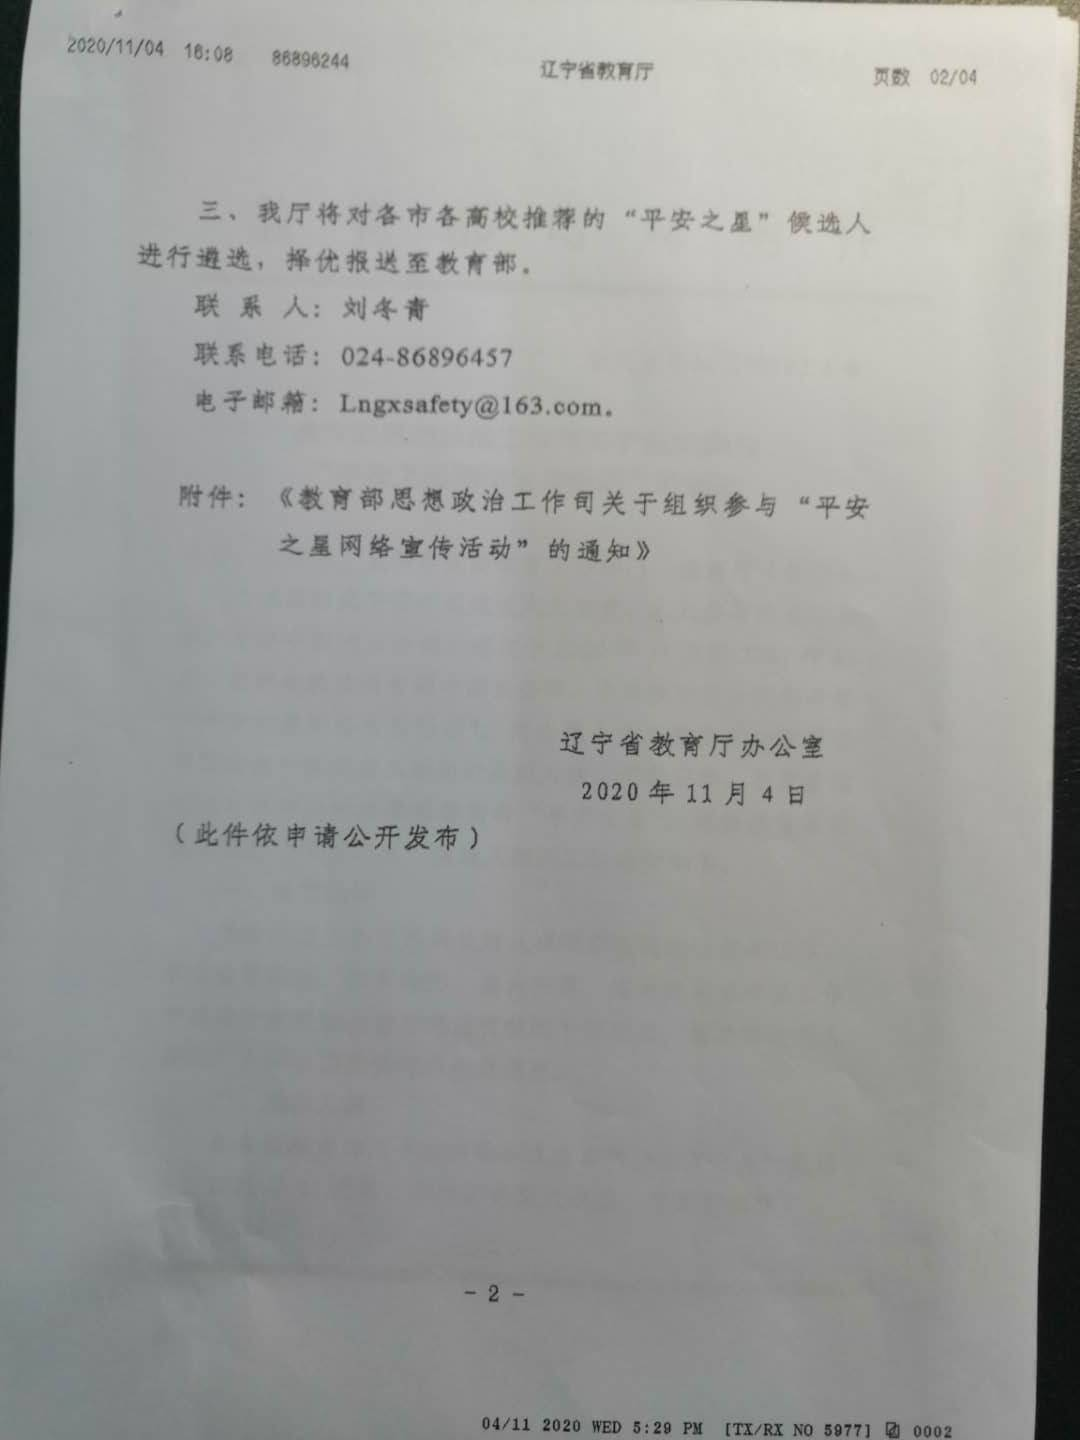 2020/11/04 16:08 86896244 辽宁省教育厅 页数 02/04
三、我厅将对各市各高校推荐的“平安之星”候选人
进行遴选，择优报送至教育部。
联 系 人：刘冬青
联系电话：024-86896457
电子邮箱：Lngxsafety@163.com。
附件：《教育部思想政治工作司关于组织参与“平安
之星网络宣传活动”的通知》
辽宁省教育厅办公室
2020 年 11 月 4 日
（此件依申请公开发布）
- 2 -
04/11 2020 WED 5:29 PM [TX/RX NO 5977] 0002